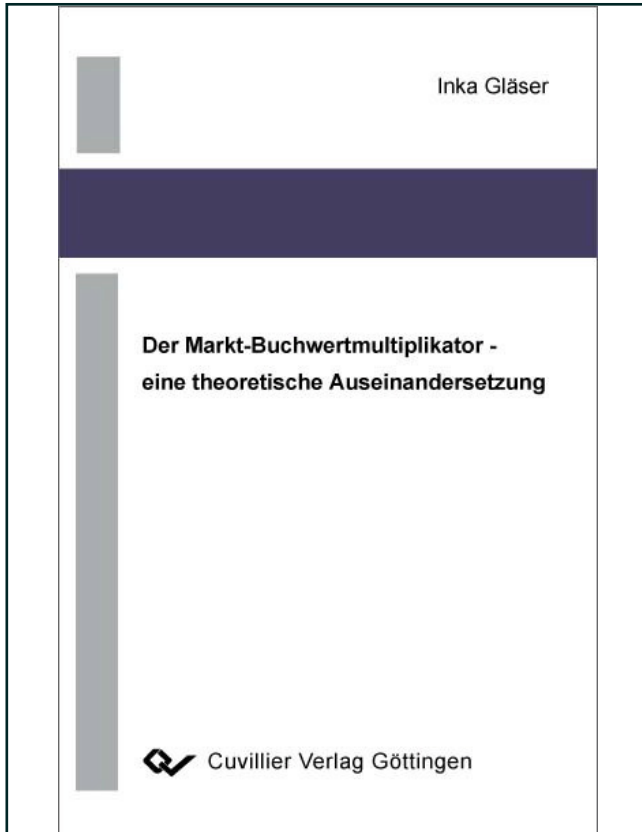 Inka Gläser
Der Markt-Buchwertmultiplikator -
eine theoretische Auseinandersetzung
Cuvillier Verlag Göttingen